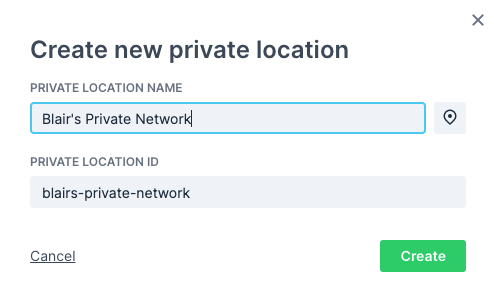 Create new private location
PRIVATE LOCATION NAME
Blair's Private Network
PRIVATE LOCATION ID
blairs-private-network
Cancel
Create